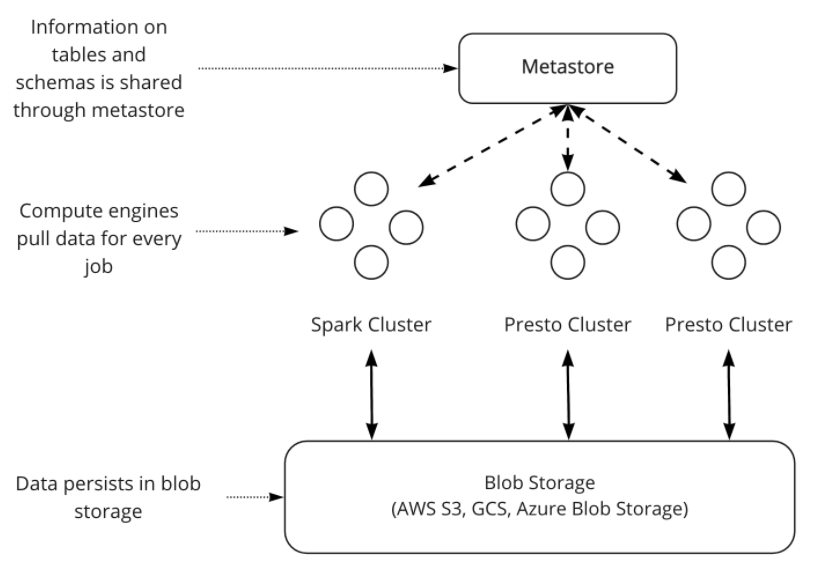 Information on
tables and
schemas is shared
through metastore
Metastore
Compute engines
pull data for every
job
Spark Cluster
Presto Cluster
Presto Cluster
Data persists in blob
storage
Blob Storage
(AWS S3, GCS, Azure Blob Storage)